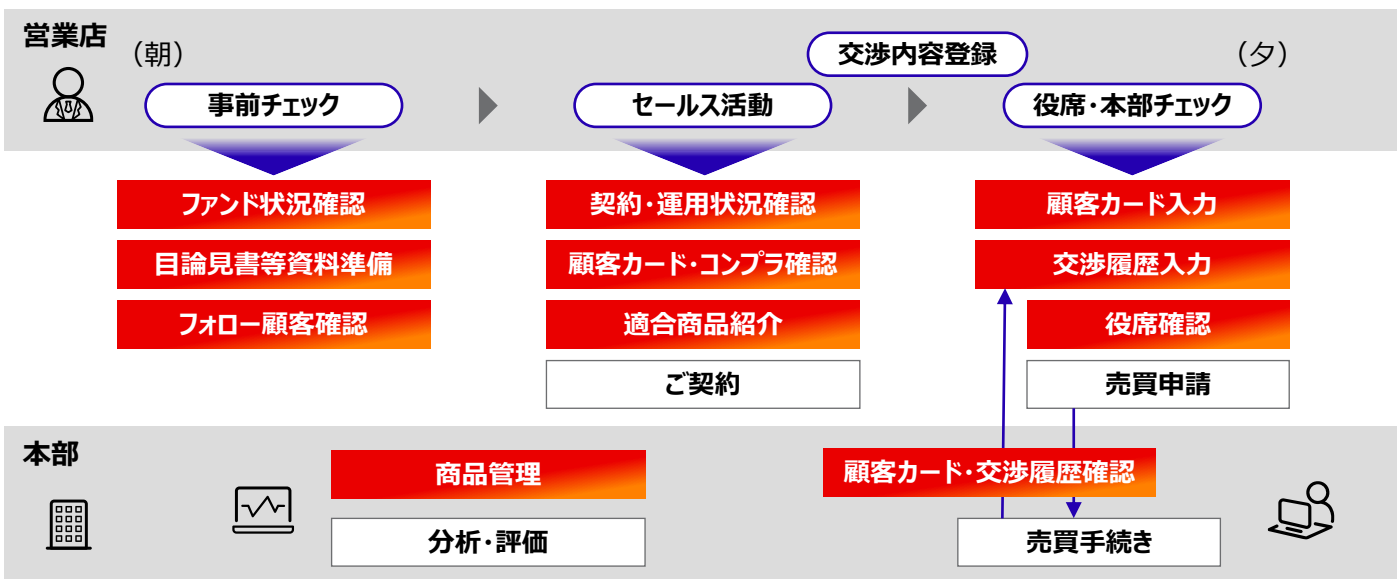 営業店
（朝）
事前チェック
セールス活動
交渉内容登録
（夕）
役席・本部チェック
ファンド状況確認
目論見書等資料準備
フォロー顧客確認
契約・運用状況確認
顧客カード・コンプラ確認
適合商品紹介
ご契約
顧客カード入力
交渉履歴入力
役席確認
売買申請
本部
商品管理
分析・評価
顧客カード・交渉履歴確認
売買手続き